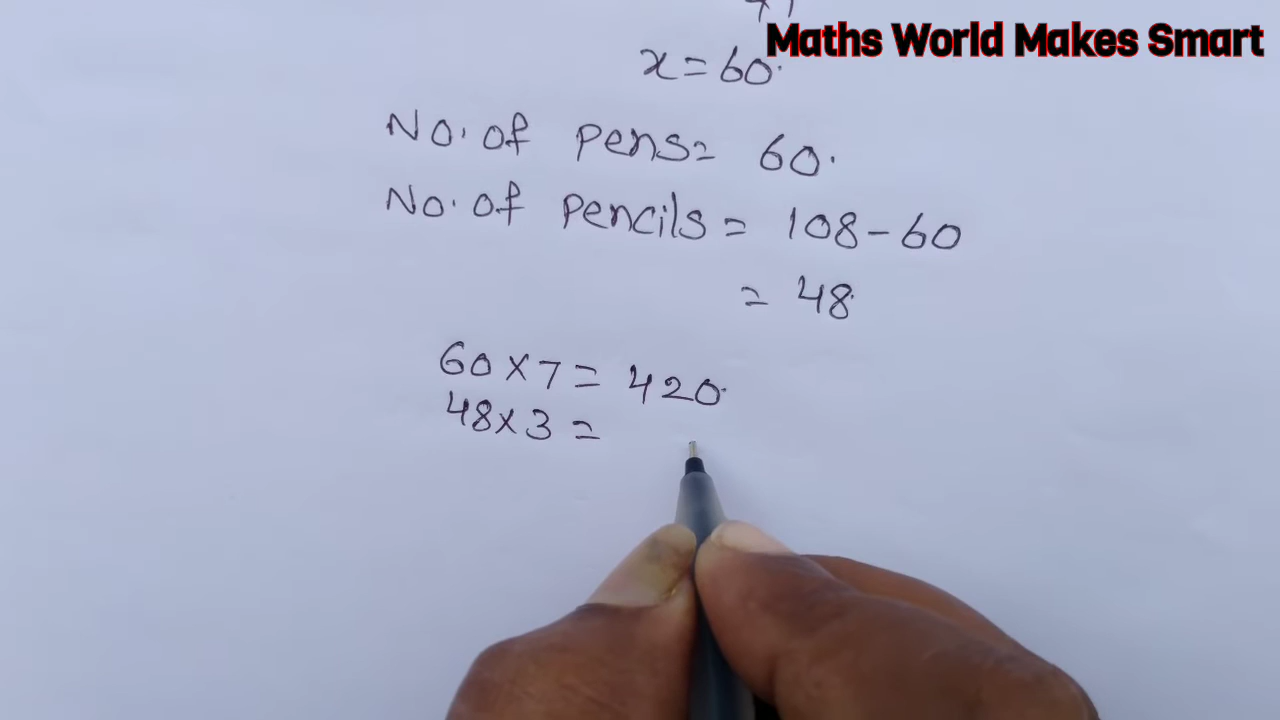 Maths World Makes Smart
x = 60.
No. of pens = 60.
No. of pencils = 108 - 60
= 48.
60 × 7 = 420.
48 × 3 =